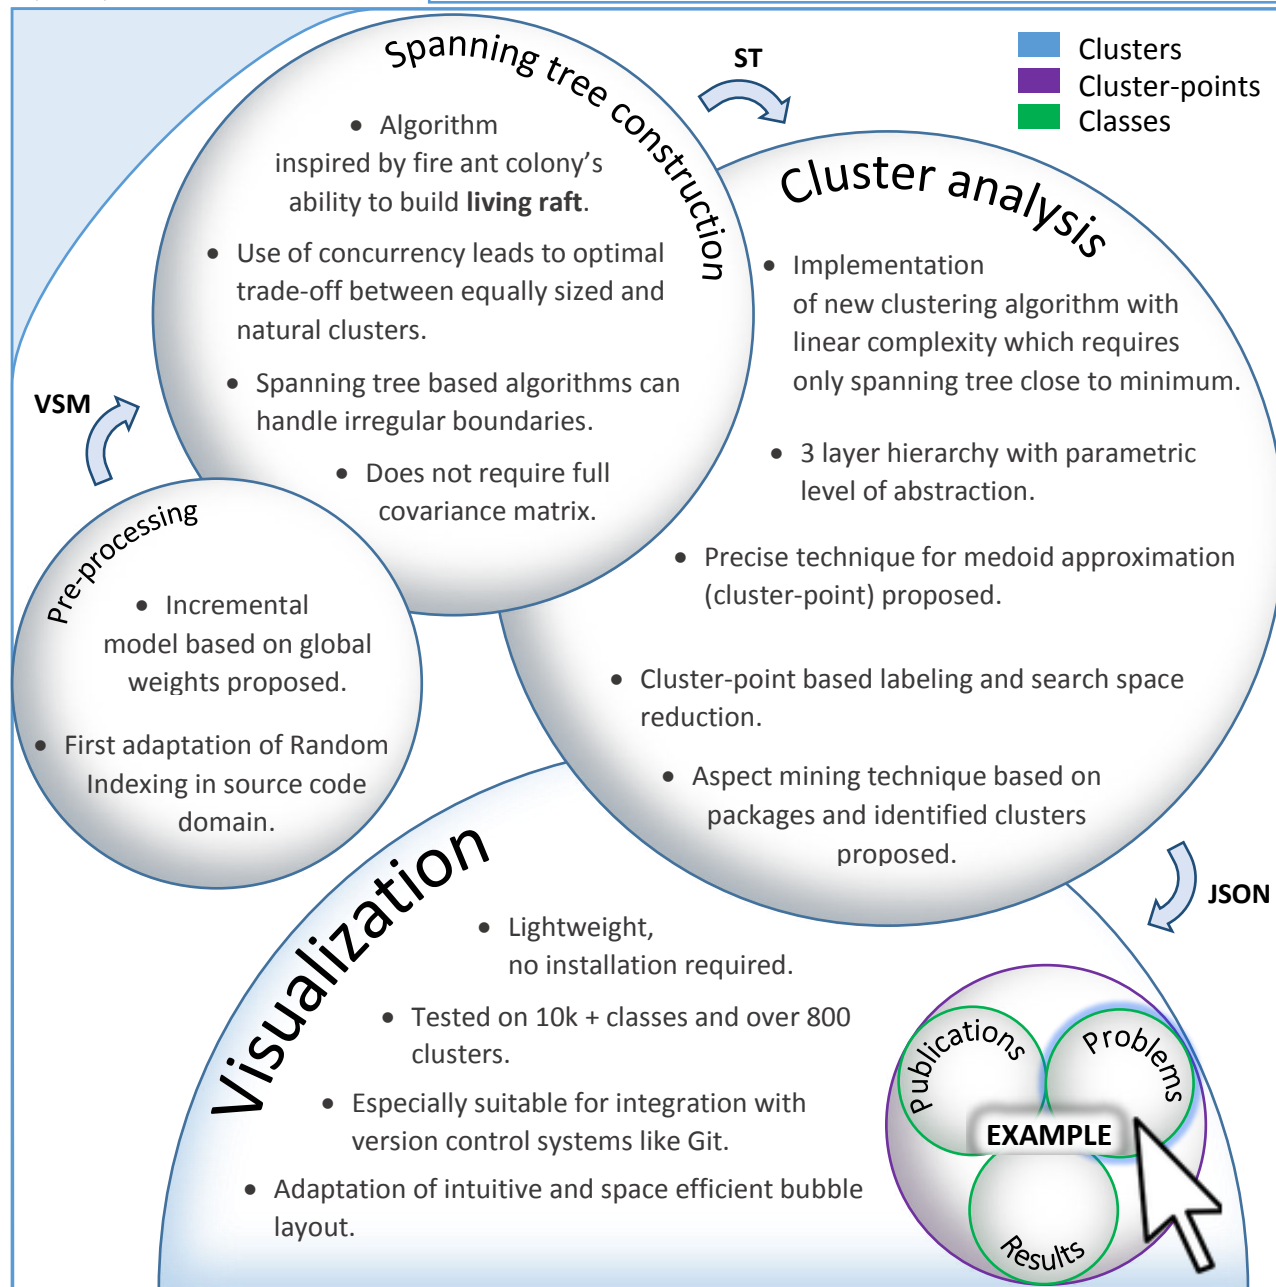 Spanning tree construction
• Algorithm
inspired by fire ant colony's
ability to build living raft.
• Use of concurrency leads to optimal
trade-off between equally sized and
natural clusters.
• Spanning tree based algorithms can
handle irregular boundaries.
• Does not require full
covariance matrix.
ST
Clusters
Cluster-points
Classes
Cluster analysis
• Implementation
of new clustering algorithm with
linear complexity which requires
only spanning tree close to minimum.
• 3 layer hierarchy with parametric
level of abstraction.
• Precise technique for medoid approximation
(cluster-point) proposed.
• Cluster-point based labeling and search space
reduction.
• Aspect mining technique based on
packages and identified clusters
proposed.
VSM
Pre-processing
• Incremental
model based on global
weights proposed.
• First adaptation of Random
Indexing in source code
domain.
JSON
Visualization
• Lightweight,
no installation required.
• Tested on 10k + classes and over 800
clusters.
• Especially suitable for integration with
version control systems like Git.
• Adaptation of intuitive and space efficient bubble
layout.
Publications
Problems
EXAMPLE
Results